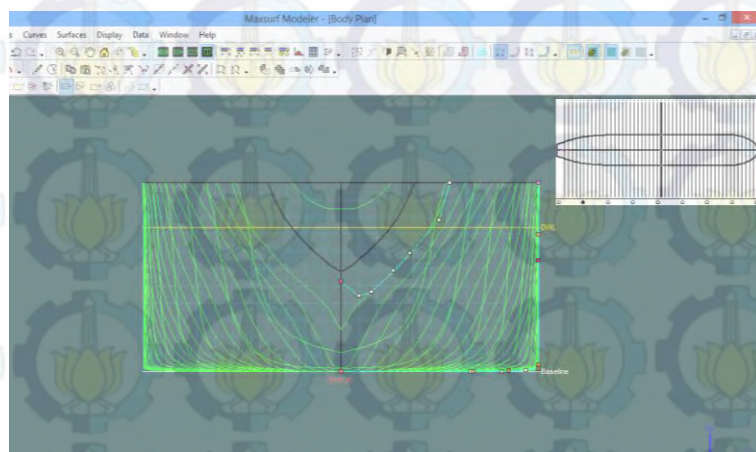 Maxsurf Modeler - [Body Plan]
Curves Surfaces Display Data Window Help
DWL
Baseline